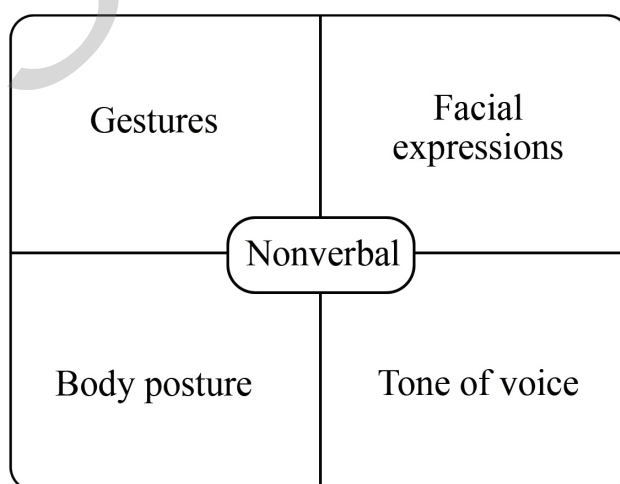 Gestures
Facial
expressions
Nonverbal
Body posture
Tone of voice